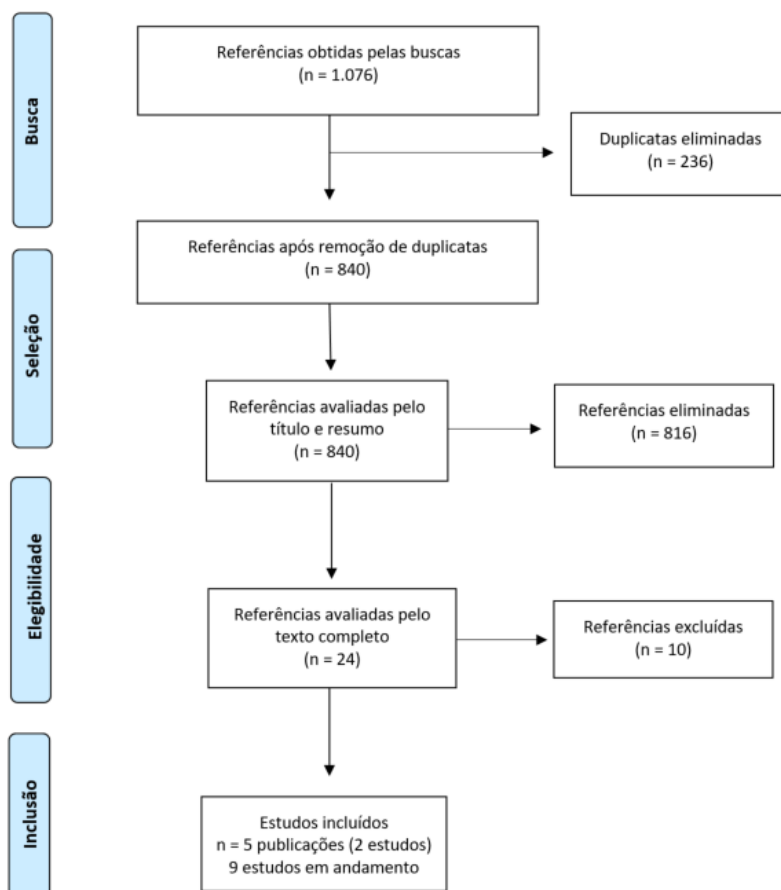 Busca
Referências obtidas pelas buscas
(n = 1.076)
Duplicatas eliminadas
(n = 236)
Seleção
Referências após remoção de duplicatas
(n = 840)
Referências avaliadas pelo
título e resumo
(n = 840)
Referências eliminadas
(n = 816)
Elegibilidade
Referências avaliadas pelo
texto completo
(n = 24)
Referências excluídas
(n = 10)
Inclusão
Estudos incluídos
n = 5 publicações (2 estudos)
9 estudos em andamento